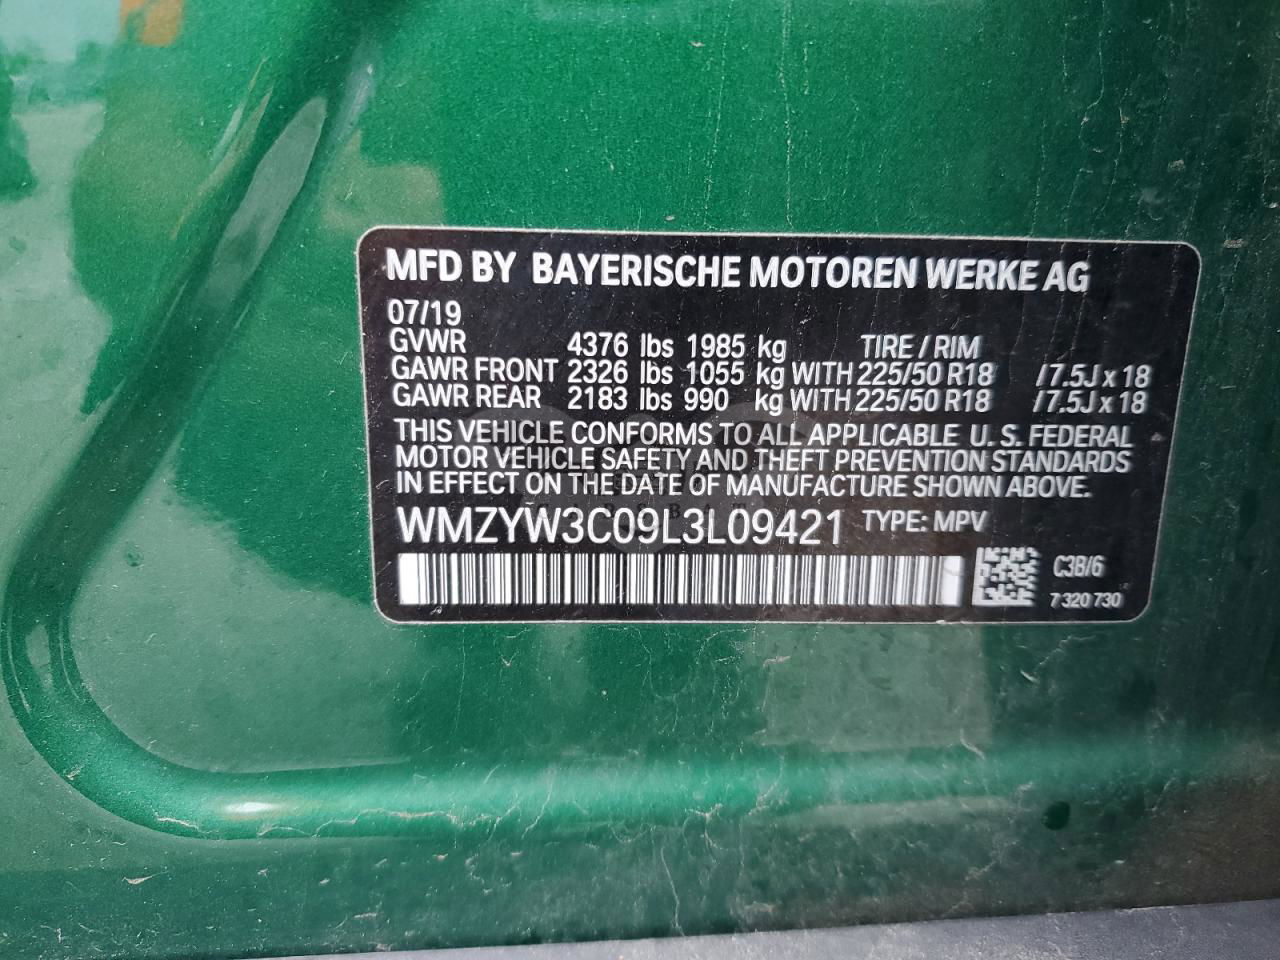 MFD BY BAYERISCHE MOTOREN WERKE AG
07/19
GVWR 4376 lbs 1985 kg TIRE / RIM
GAWR FRONT 2326 lbs 1055 kg WITH 225/50 R18 / 7.5J x 18
GAWR REAR 2183 lbs 990 kg WITH 225/50 R18 / 7.5J x 18
THIS VEHICLE CONFORMS TO ALL APPLICABLE U. S. FEDERAL
MOTOR VEHICLE SAFETY AND THEFT PREVENTION STANDARDS
IN EFFECT ON THE DATE OF MANUFACTURE SHOWN ABOVE.
WMZYW3C09L3L09421 TYPE: MPV
C3B/6
7 320 730